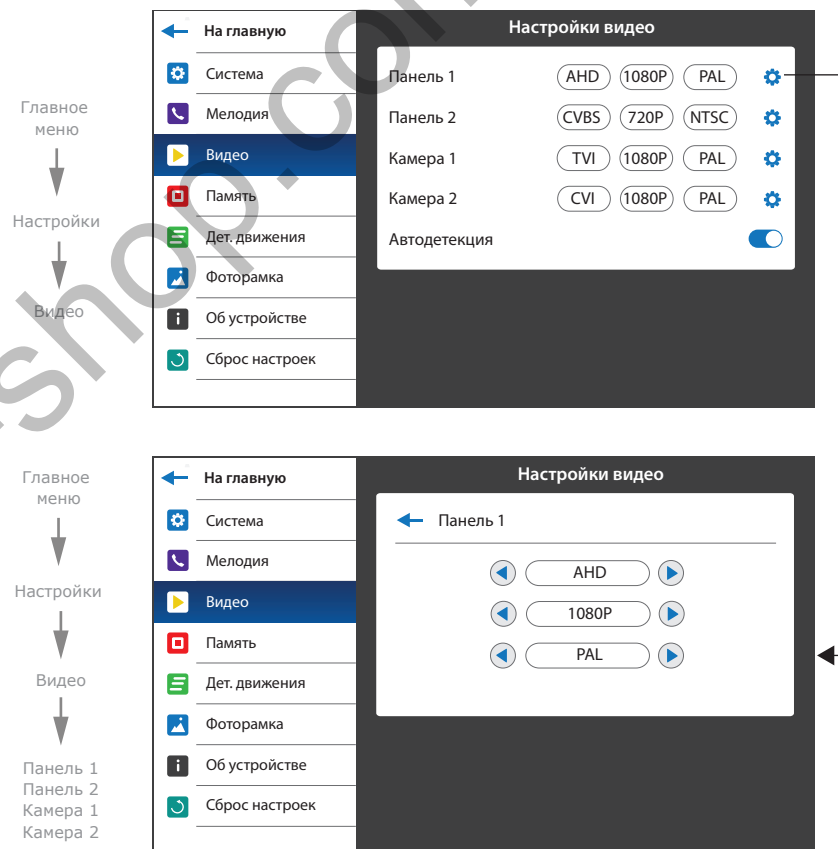 Главное
меню
Настройки
Видео
На главную
Система
Мелодия
Видео
Память
Дет. движения
Фоторамка
Об устройстве
Сброс настроек
Настройки видео
Панель 1 AHD 1080P PAL
Панель 2 CVBS 720P NTSC
Камера 1 TVI 1080P PAL
Камера 2 CVI 1080P PAL
Автодетекция
Главное
меню
Настройки
Видео
Панель 1
Панель 2
Камера 1
Камера 2
На главную
Система
Мелодия
Видео
Память
Дет. движения
Фоторамка
Об устройстве
Сброс настроек
Настройки видео
Панель 1
AHD
1080P
PAL
shop.com